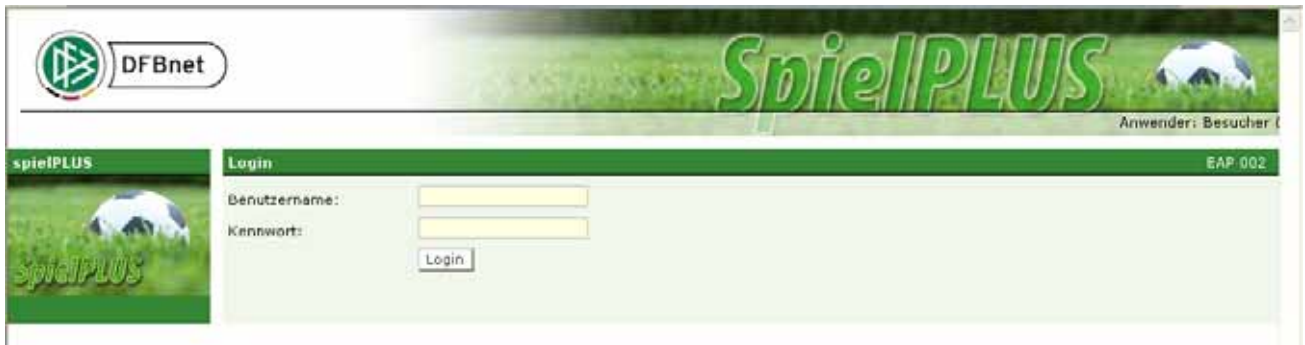 DFBnet
SpielPLUS
Anwender: Besucher (
spielPLUS
SpielPLUS
Login EAP 002
Benutzername:
Kennwort:
Login